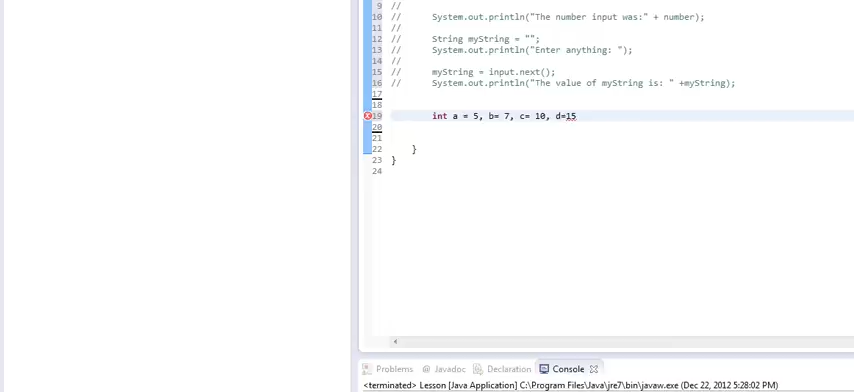 9 //
10 // System.out.println("The number input was:" + number);
11 //
12 // String myString = "";
13 // System.out.println("Enter anything: ");
14 //
15 // myString = input.next();
16 // System.out.println("The value of myString is: " +myString);
17
18
19 int a = 5, b= 7, c= 10, d=15
20
21
22 }
23 }
24
Problems @ Javadoc Declaration Console
<terminated> Lesson [Java Application] C:\Program Files\Java\jre7\bin\javaw.exe (Dec 22, 2012 5:28:02 PM)